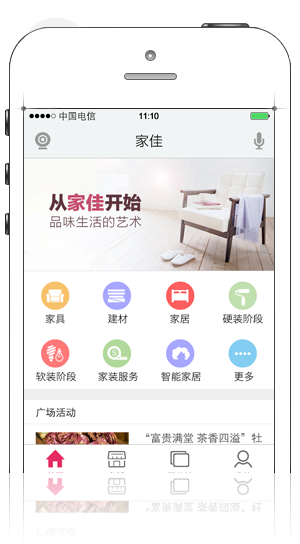 中国电信 11:10
家佳
从家佳开始
品味生活的艺术
家具 建材 家居 硬装阶段
软装阶段 家装服务 智能家居 更多
广场活动
“富贵满堂 茶香四溢”牡